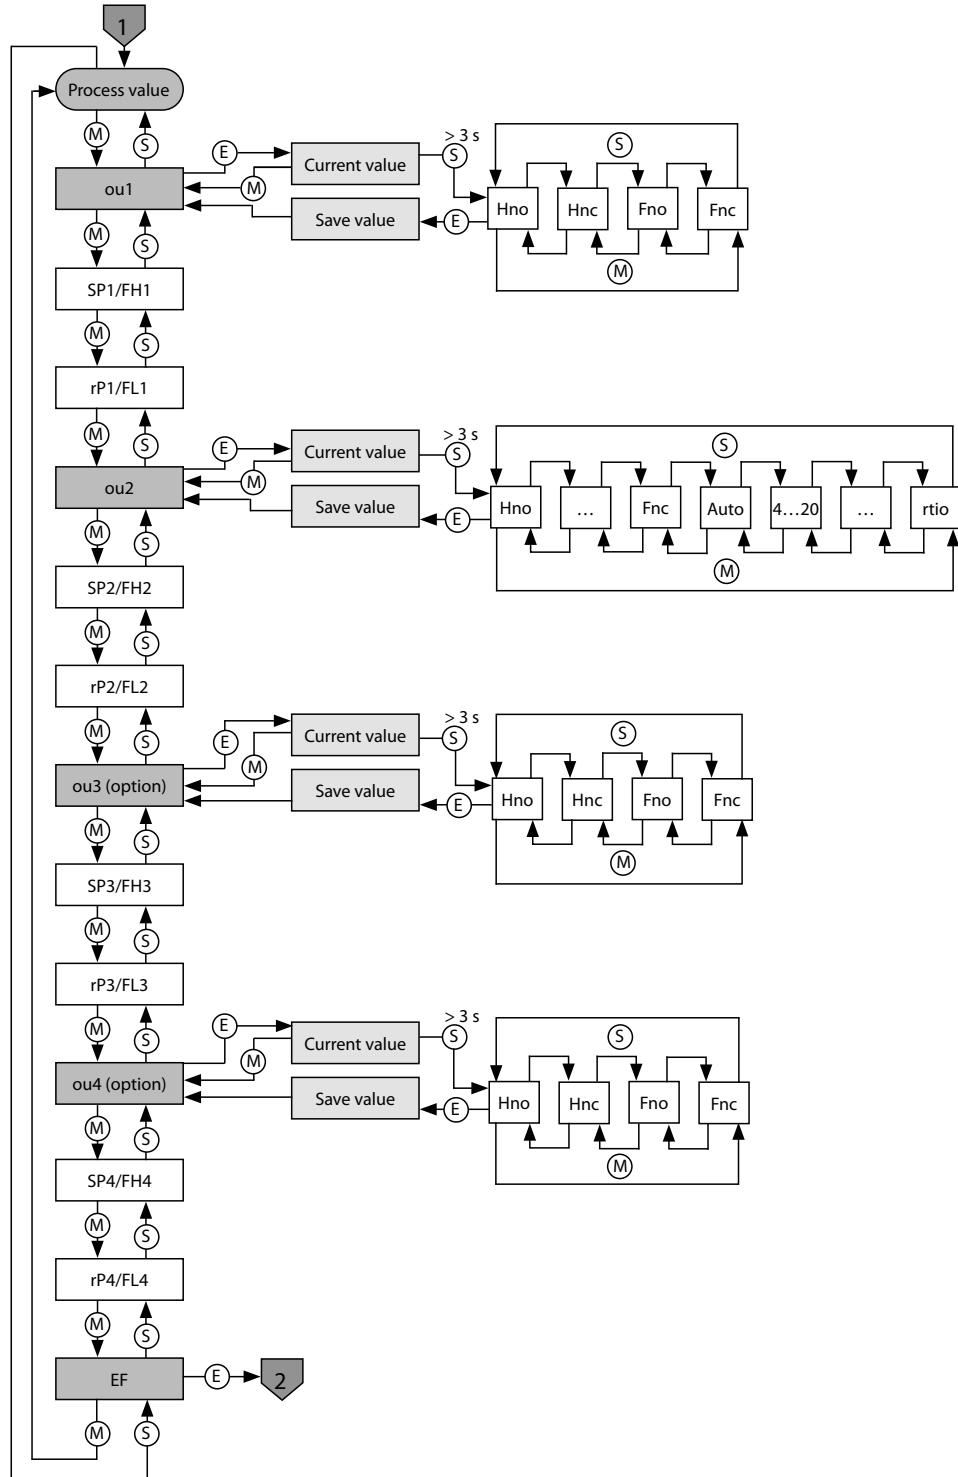 1
Process value
M
S
ou1
E
M
Current value
Save value
> 3 s
S
E
S
Hno
Hnc
Fno
Fnc
M
M
S
SP1/FH1
M
S
rP1/FL1
M
S
ou2
E
M
Current value
Save value
> 3 s
S
E
S
Hno
...
Fnc
Auto
4...20
...
rtio
M
M
S
SP2/FH2
M
S
rP2/FL2
M
S
ou3 (option)
E
M
Current value
Save value
> 3 s
S
E
S
Hno
Hnc
Fno
Fnc
M
M
S
SP3/FH3
M
S
rP3/FL3
M
S
ou4 (option)
E
M
Current value
Save value
> 3 s
S
E
S
Hno
Hnc
Fno
Fnc
M
M
S
SP4/FH4
M
S
rP4/FL4
M
S
EF
E
2
M
S